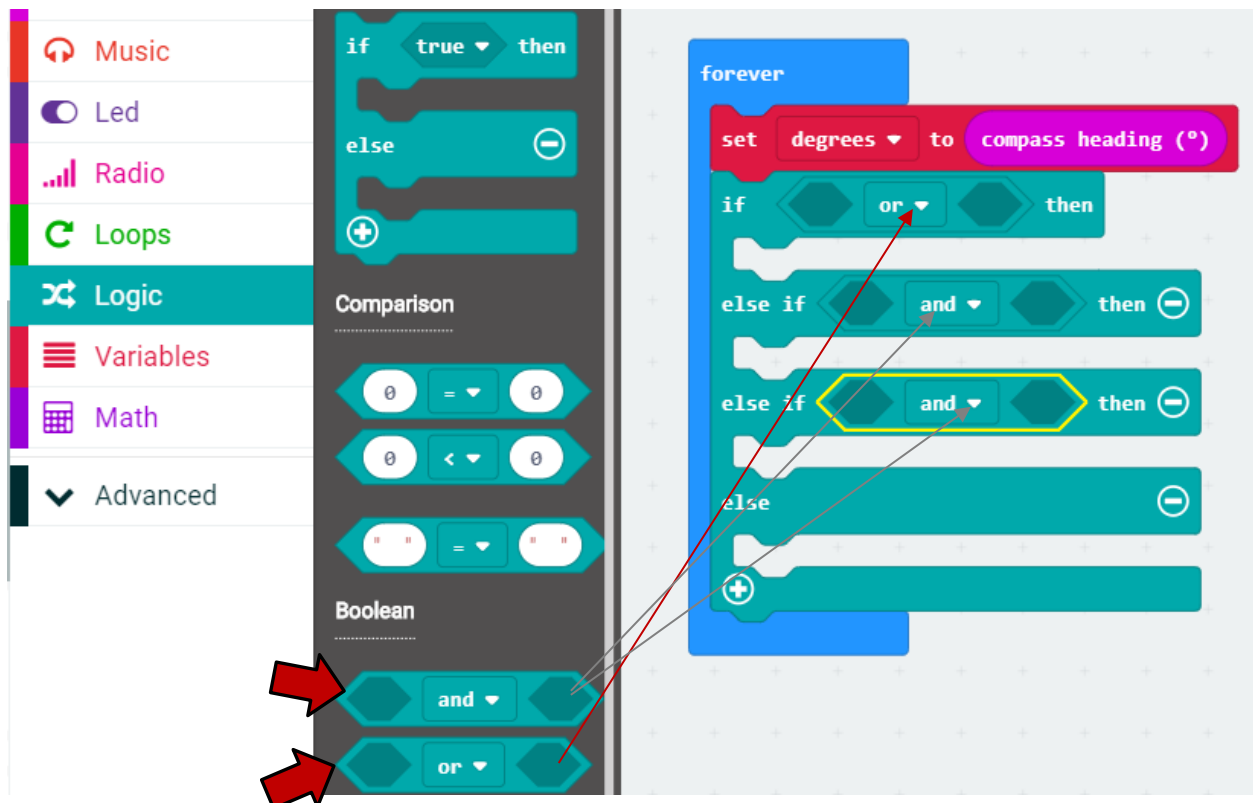 Music
Led
Radio
Loops
Logic
Variables
Math
Advanced
if true then
else
Comparison
0 = 0
0 < 0
" " = " "
Boolean
and
or
forever
set degrees to compass heading (°)
if or then
else if and then
else if and then
else